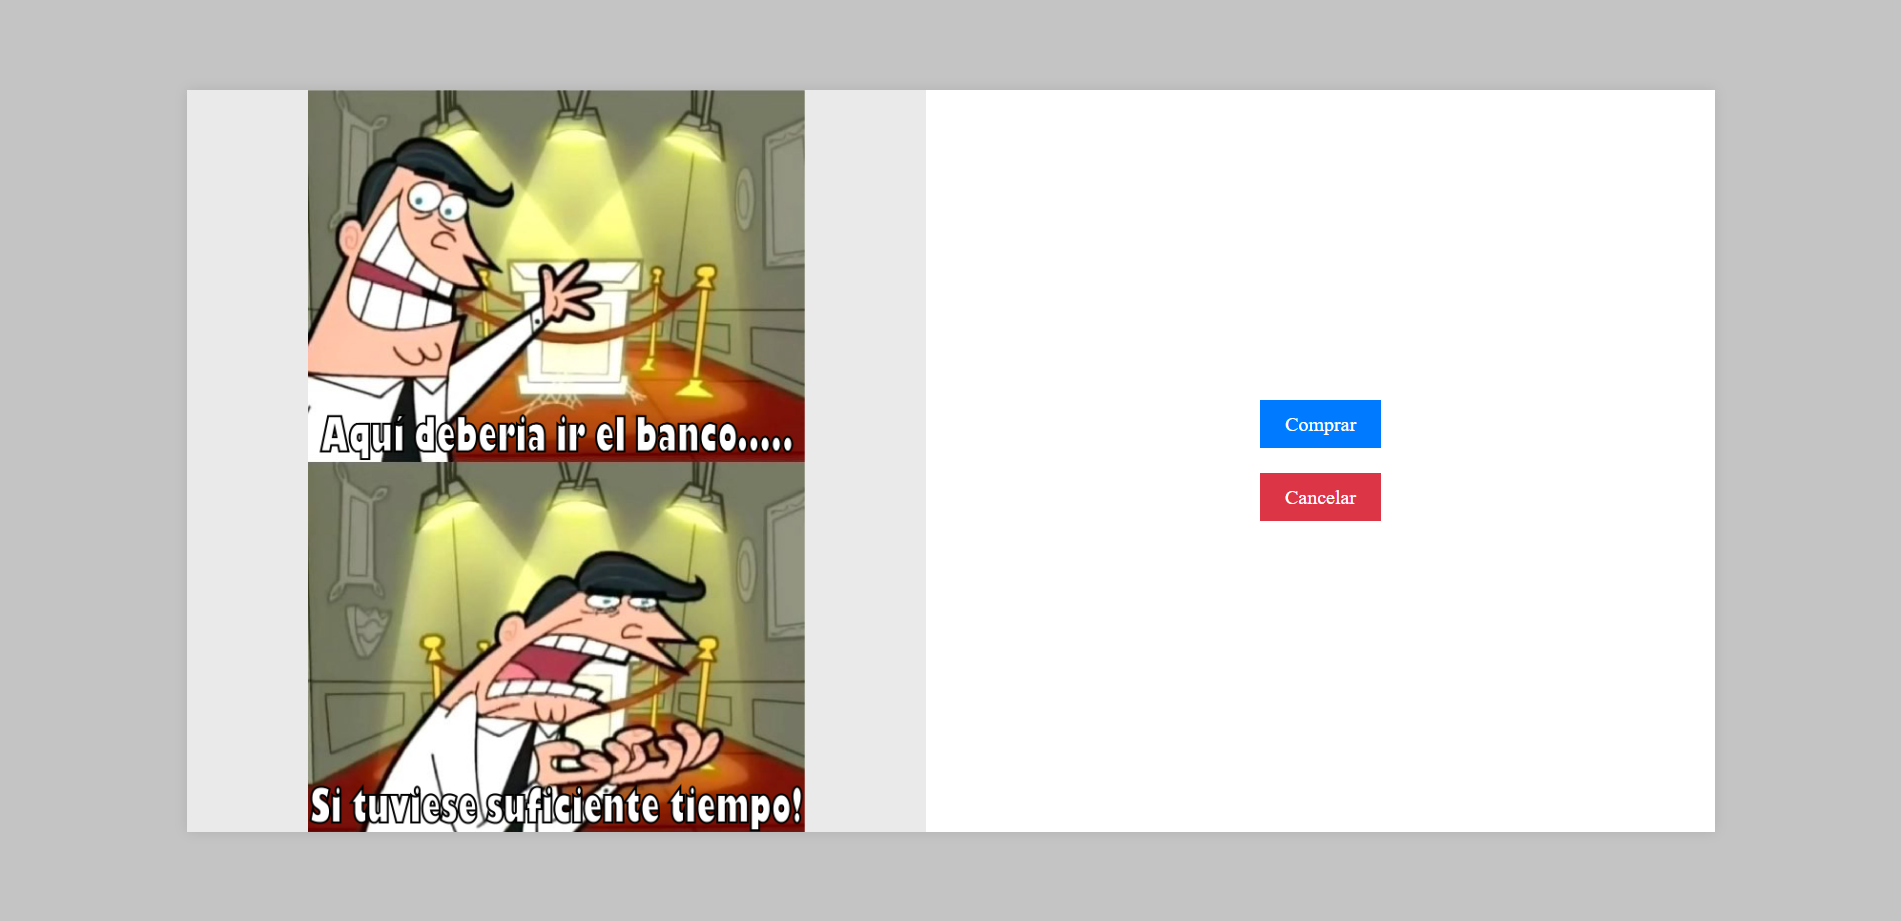 Aquí deberia ir el banco.....
Si tuviese suficiente tiempo!
Comprar
Cancelar